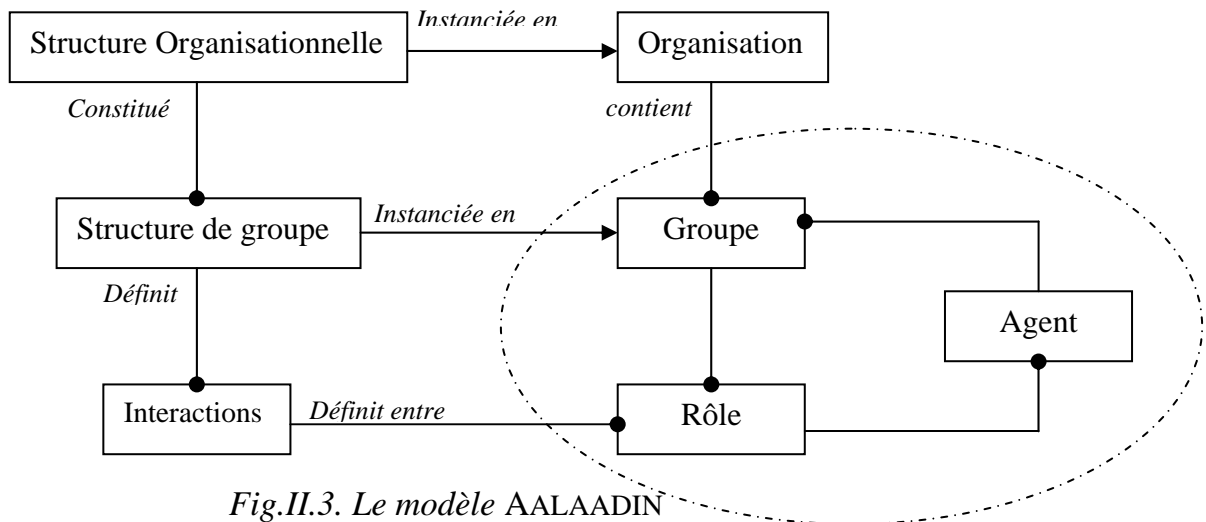 Instanciée en
Structure Organisationnelle
Organisation
Constitué
contient
Structure de groupe
Instanciée en
Groupe
Définit
Agent
Interactions
Définit entre
Rôle
Fig.II.3. Le modèle AALAADIN